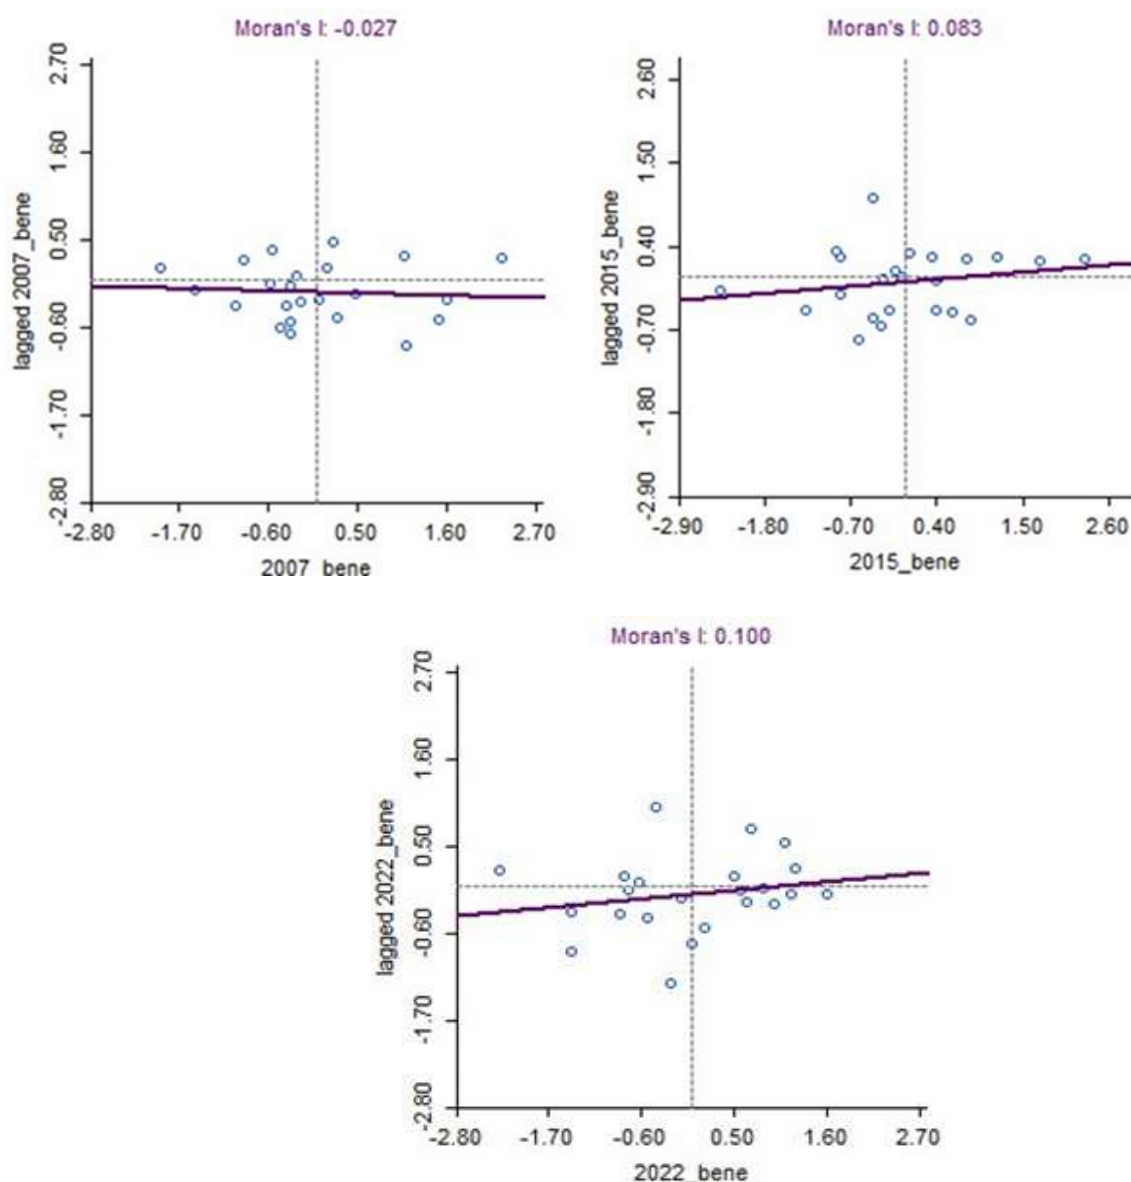 Moran's I: -0.027
2.70
1.60
0.50
-0.60
-1.70
-2.80
lagged 2007_bene
-2.80 -1.70 -0.60 0.50 1.60 2.70
2007_bene
Moran's I: 0.083
2.60
1.50
0.40
-0.70
-1.80
-2.90
lagged 2015_bene
-2.90 -1.80 -0.70 0.40 1.50 2.60
2015_bene
Moran's I: 0.100
2.70
1.60
0.50
-0.60
-1.70
-2.80
lagged 2022_bene
-2.80 -1.70 -0.60 0.50 1.60 2.70
2022_bene